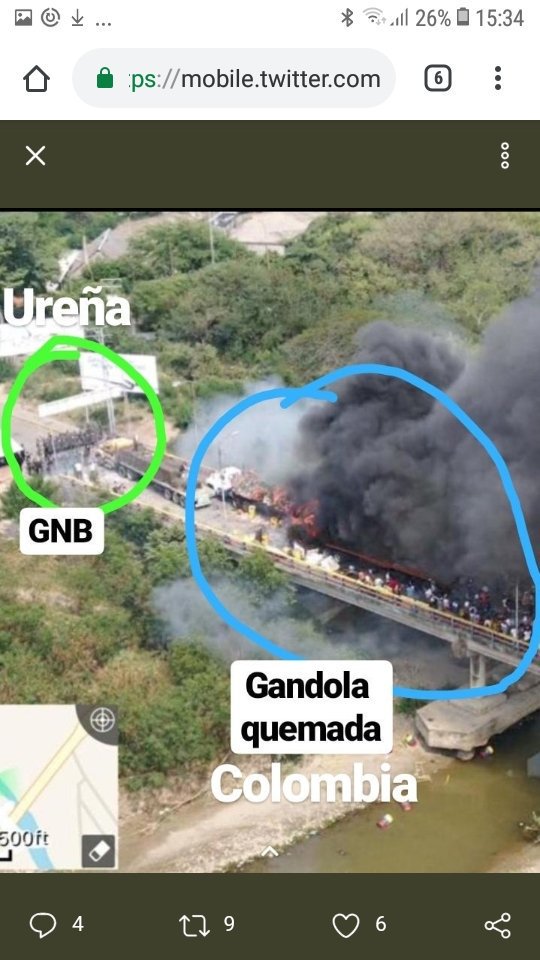 26% 15:34
ps://mobile.twitter.com
6
Ureña
GNB
Gandola
quemada
Colombia
500ft
4 9 6